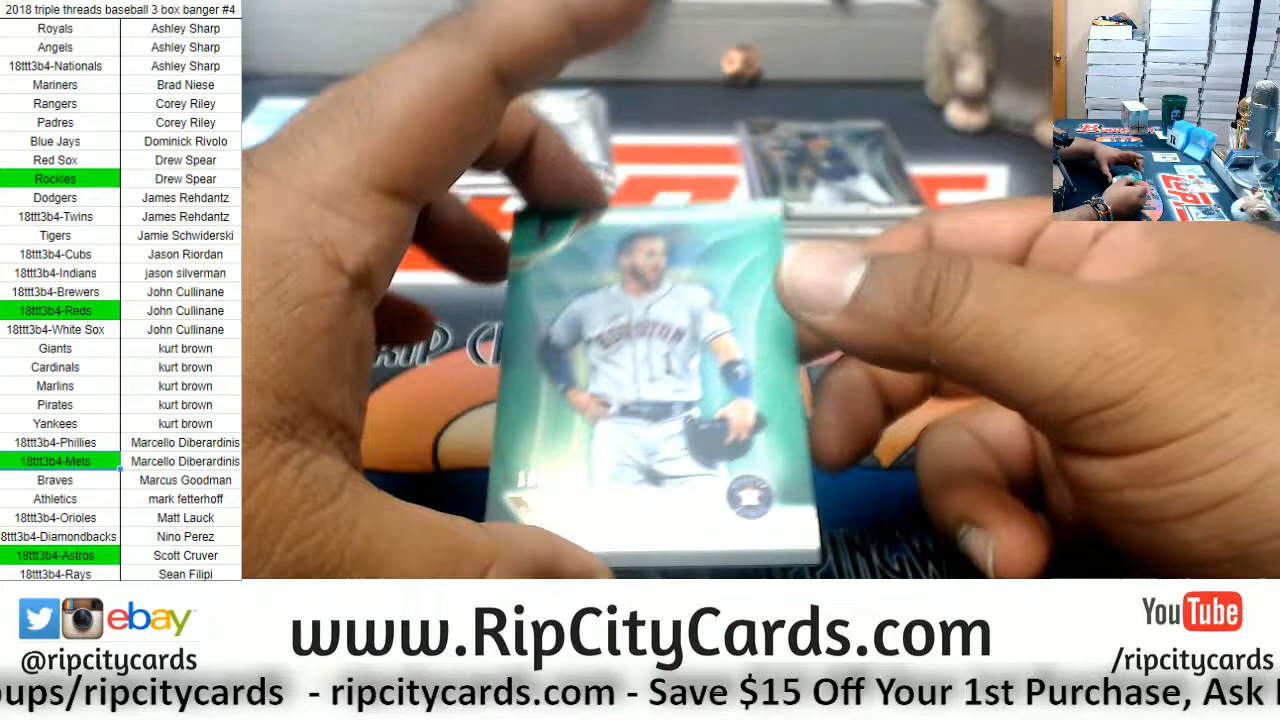 2018 triple threads baseball 3 box banger #4
Royals Ashley Sharp
Angels Ashley Sharp
18ttt3b4-Nationals Ashley Sharp
Mariners Brad Niese
Rangers Corey Riley
Padres Corey Riley
Blue Jays Dominick Rivolo
Red Sox Drew Spear
Rockies Drew Spear
Dodgers James Rehdantz
18ttt3b4-Twins James Rehdantz
Tigers Jamie Schwiderski
18ttt3b4-Cubs Jason Riordan
18ttt3b4-Indians jason silverman
18ttt3b4-Brewers John Cullinane
18ttt3b4-Reds John Cullinane
18ttt3b4-White Sox John Cullinane
Giants kurt brown
Cardinals kurt brown
Marlins kurt brown
Pirates kurt brown
Yankees kurt brown
18ttt3b4-Phillies Marcello Diberardinis
18ttt3b4-Mets Marcello Diberardinis
Braves Marcus Goodman
Athletics mark fetterhoff
18ttt3b4-Orioles Matt Lauck
8ttt3b4-Diamondbacks Nino Perez
18ttt3b4-Astros Scott Cruver
18ttt3b4-Rays Sean Filipi
HOUSTON
1
ebay
@ripcitycards
www.RipCityCards.com
YouTube
/ripcitycards
oups/ripcitycards - ripcitycards.com - Save $15 Off Your 1st Purchase, Ask